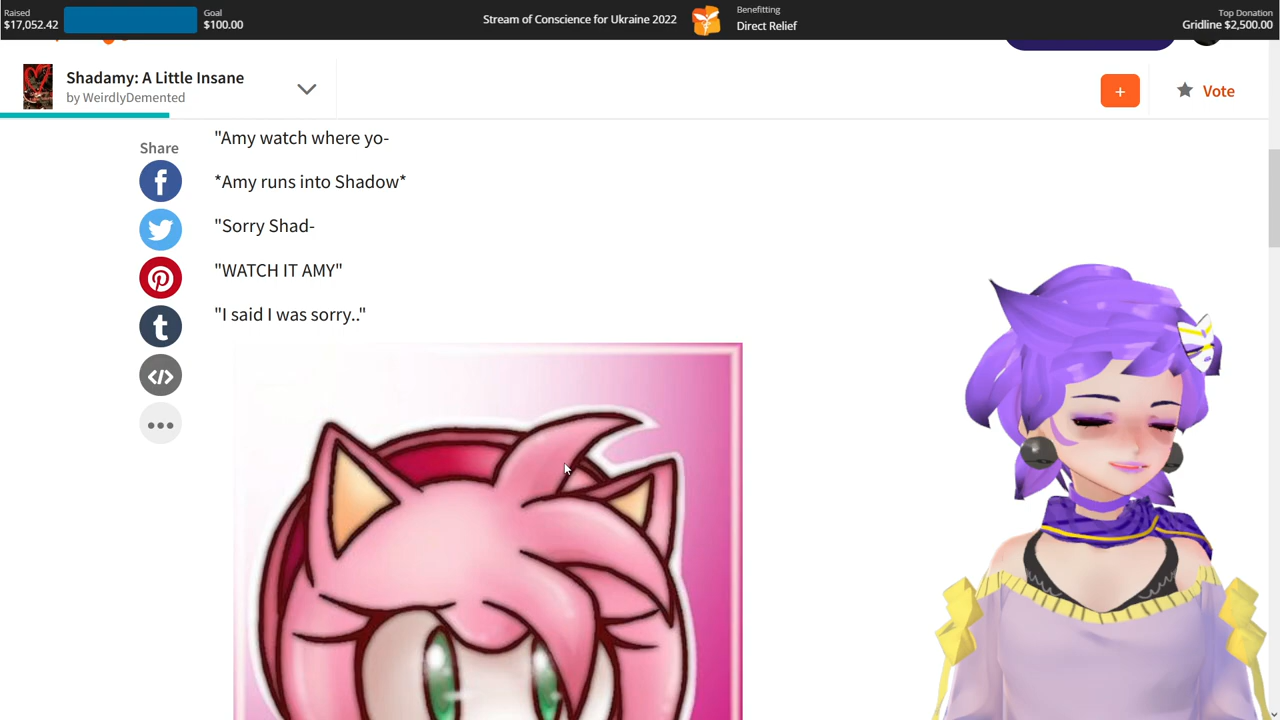 Raised
$17,052.42
Goal
$100.00
Stream of Conscience for Ukraine 2022
Benefitting
Direct Relief
Top Donation
Gridline $2,500.00
Shadamy: A Little Insane
by WeirdlyDemented
+
Vote
Share
"Amy watch where yo-
*Amy runs into Shadow*
"Sorry Shad-
"WATCH IT AMY"
"I said I was sorry.."